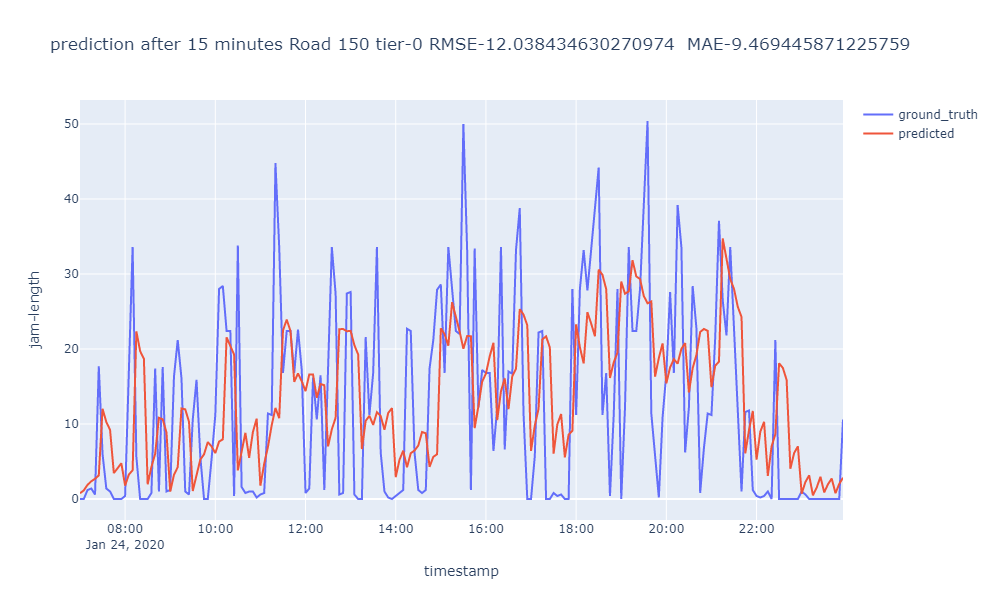 prediction after 15 minutes Road 150 tier-0 RMSE-12.038434630270974  MAE-9.469445871225759
ground_truth
predicted
50
40
30
20
10
0
jam-length
08:00 10:00 12:00 14:00 16:00 18:00 20:00 22:00
Jan 24, 2020
timestamp